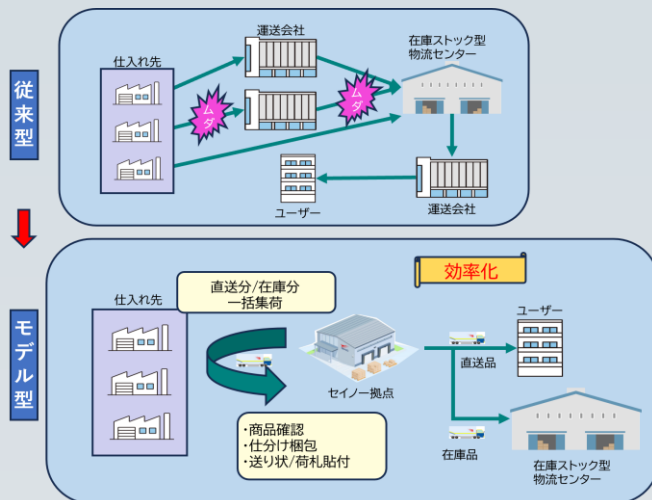 従来型
仕入れ先
運送会社
ムダ
ムダ
在庫ストック型
物流センター
ユーザー
運送会社
モデル型
効率化
仕入れ先
直送分/在庫分
一括集荷
セイノー拠点
・商品確認
・仕分け梱包
・送り状/荷札貼付
ユーザー
直送品
在庫品
在庫ストック型
物流センター